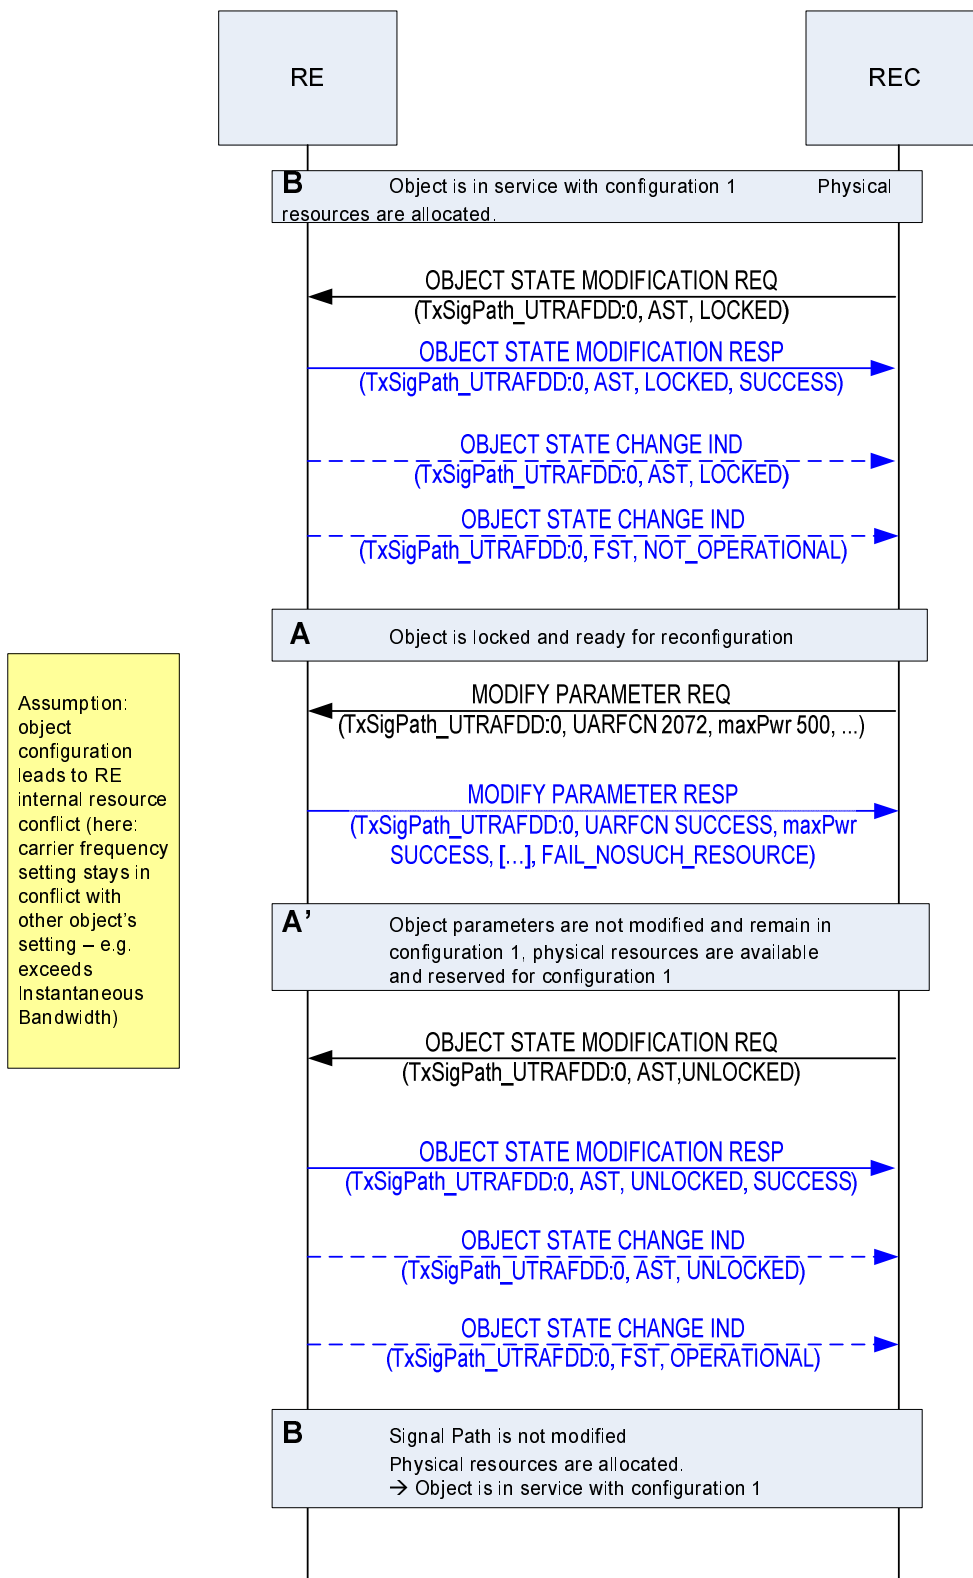 RE
REC
B Object is in service with configuration 1 Physical
resources are allocated.
OBJECT STATE MODIFICATION REQ
(TxSigPath_UTRAFDD:0, AST, LOCKED)
OBJECT STATE MODIFICATION RESP
(TxSigPath_UTRAFDD:0, AST, LOCKED, SUCCESS)
OBJECT STATE CHANGE IND
(TxSigPath_UTRAFDD:0, AST, LOCKED)
OBJECT STATE CHANGE IND
(TxSigPath_UTRAFDD:0, FST, NOT_OPERATIONAL)
A Object is locked and ready for reconfiguration
Assumption:
object
configuration
leads to RE
internal resource
conflict (here:
carrier frequency
setting stays in
conflict with
other object's
setting – e.g.
exceeds
Instantaneous
Bandwidth)
MODIFY PARAMETER REQ
(TxSigPath_UTRAFDD:0, UARFCN 2072, maxPwr 500, ...)
MODIFY PARAMETER RESP
(TxSigPath_UTRAFDD:0, UARFCN SUCCESS, maxPwr
SUCCESS, [...], FAIL_NOSUCH_RESOURCE)
A' Object parameters are not modified and remain in
configuration 1, physical resources are available
and reserved for configuration 1
OBJECT STATE MODIFICATION REQ
(TxSigPath_UTRAFDD:0, AST,UNLOCKED)
OBJECT STATE MODIFICATION RESP
(TxSigPath_UTRAFDD:0, AST, UNLOCKED, SUCCESS)
OBJECT STATE CHANGE IND
(TxSigPath_UTRAFDD:0, AST, UNLOCKED)
OBJECT STATE CHANGE IND
(TxSigPath_UTRAFDD:0, FST, OPERATIONAL)
B Signal Path is not modified
Physical resources are allocated.
→ Object is in service with configuration 1